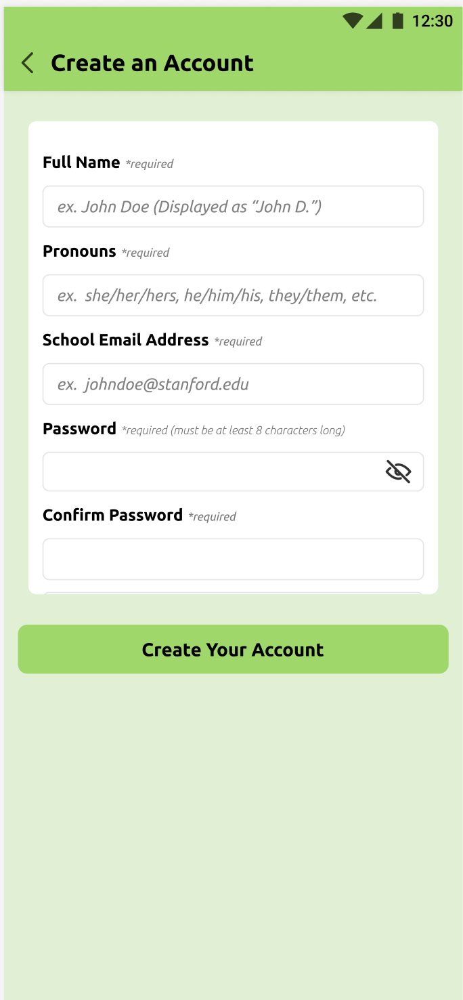 12:30
Create an Account
Full Name *required
ex. John Doe (Displayed as “John D.”)
Pronouns *required
ex. she/her/hers, he/him/his, they/them, etc.
School Email Address *required
ex. johndoe@stanford.edu
Password *required (must be at least 8 characters long)
Confirm Password *required
Create Your Account